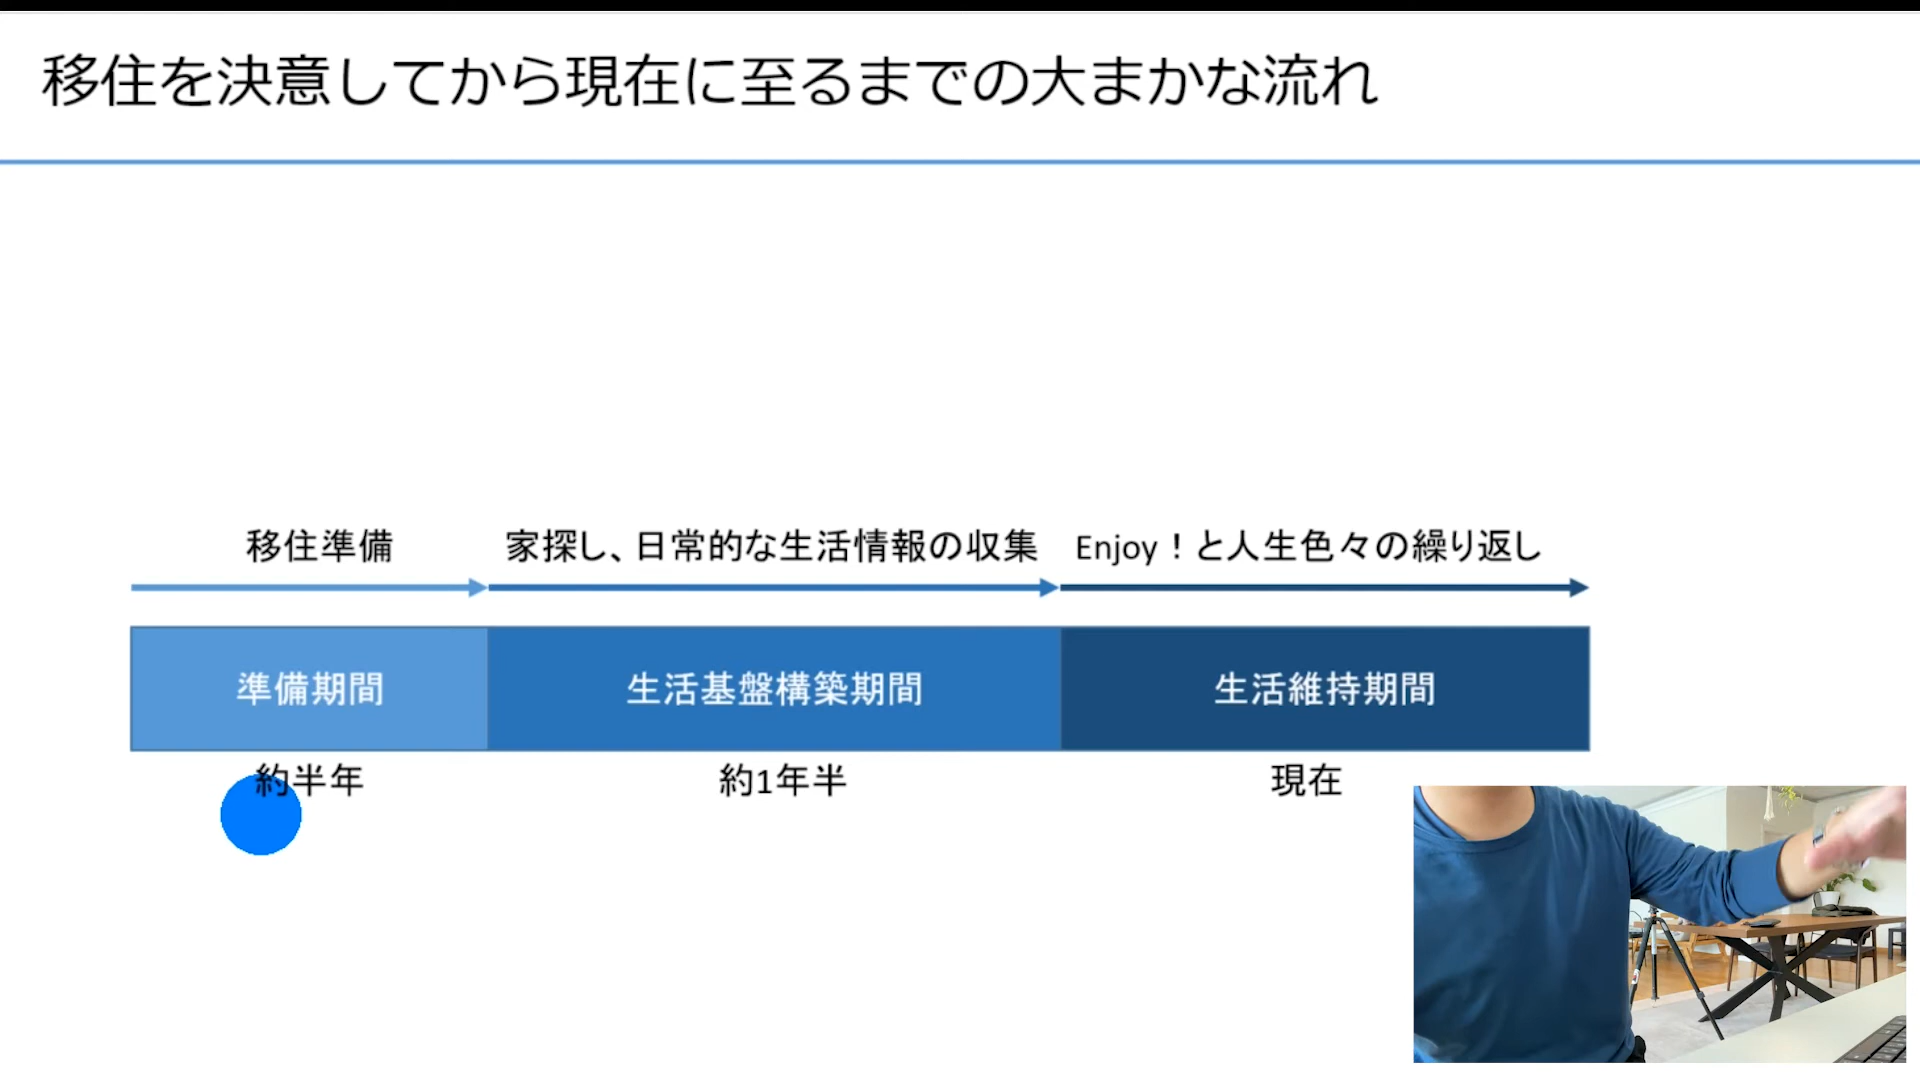 移住を決意してから現在に至るまでの大まかな流れ
移住準備
家探し、日常的な生活情報の収集
Enjoy！と人生色々の繰り返し
準備期間
生活基盤構築期間
生活維持期間
約半年
約1年半
現在